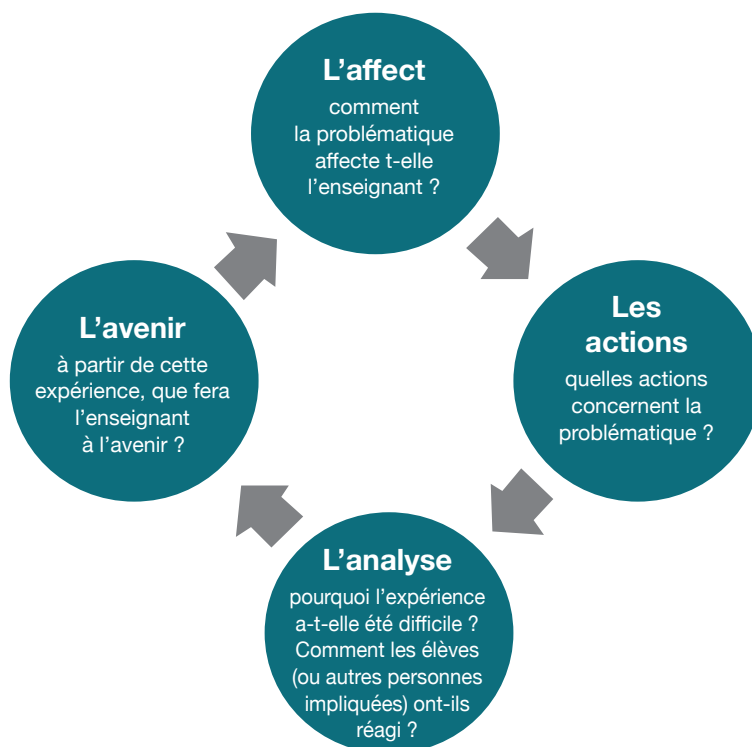 L'affect
comment
la problématique
affecte t-elle
l'enseignant ?
Les
actions
quelles actions
concernent la
problématique ?
L'analyse
pourquoi l'expérience
a-t-elle été difficile ?
Comment les élèves
(ou autres personnes
impliquées) ont-ils
réagi ?
L'avenir
à partir de cette
expérience, que fera
l'enseignant
à l'avenir ?